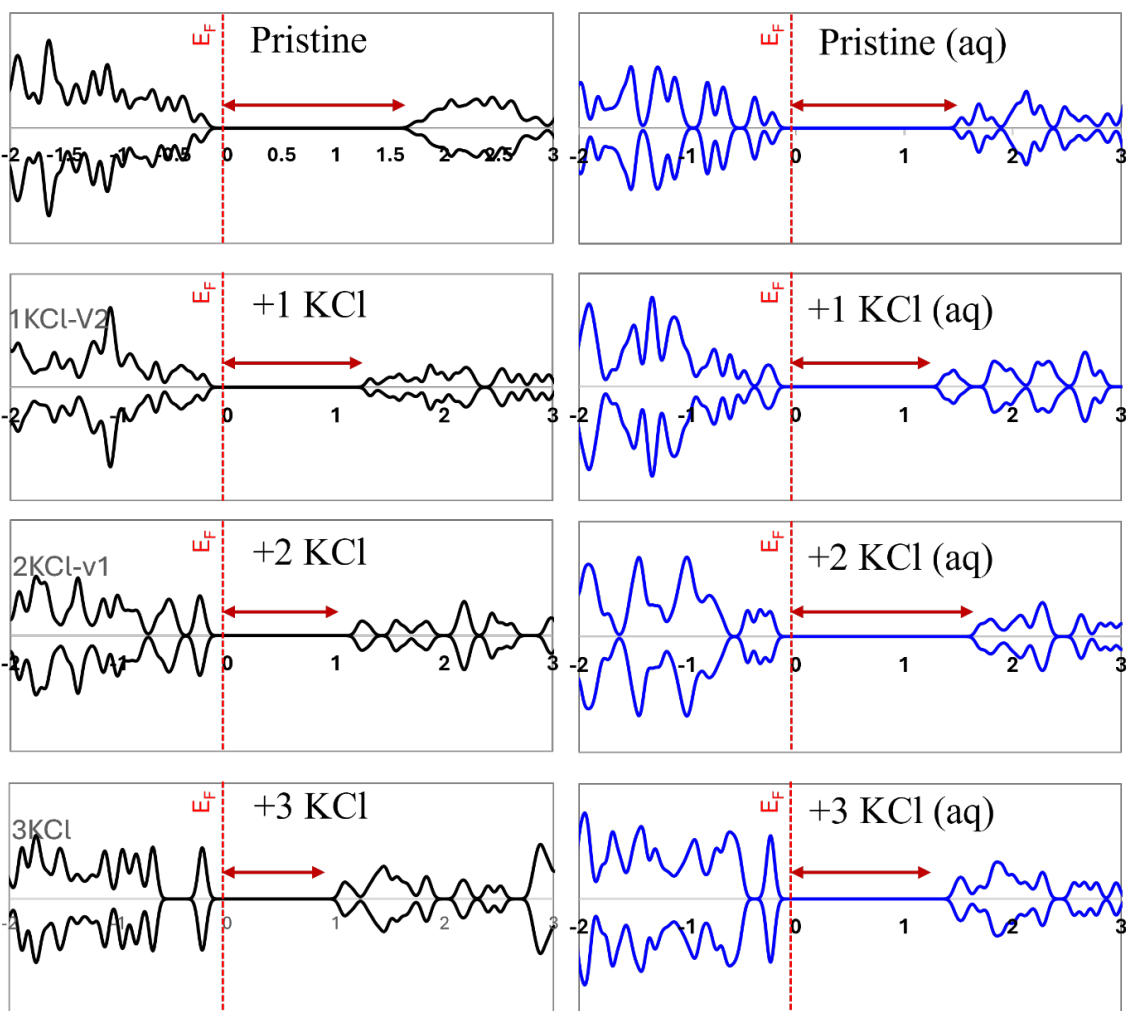 E_F Pristine
-2 -1.5 -1 -0.5 0 0.5 1 1.5 2 2.5 3
E_F Pristine (aq)
-2 -1 0 1 2 3
E_F +1 KCl
1KCl-V2
-2 -1 0 1 2 3
E_F +1 KCl (aq)
-2 -1 0 1 2 3
E_F +2 KCl
2KCl-v1
-2 -1 0 1 2 3
E_F +2 KCl (aq)
-2 -1 0 1 2 3
E_F +3 KCl
3KCl
-2 -1 0 1 2 3
E_F +3 KCl (aq)
-2 -1 0 1 2 3